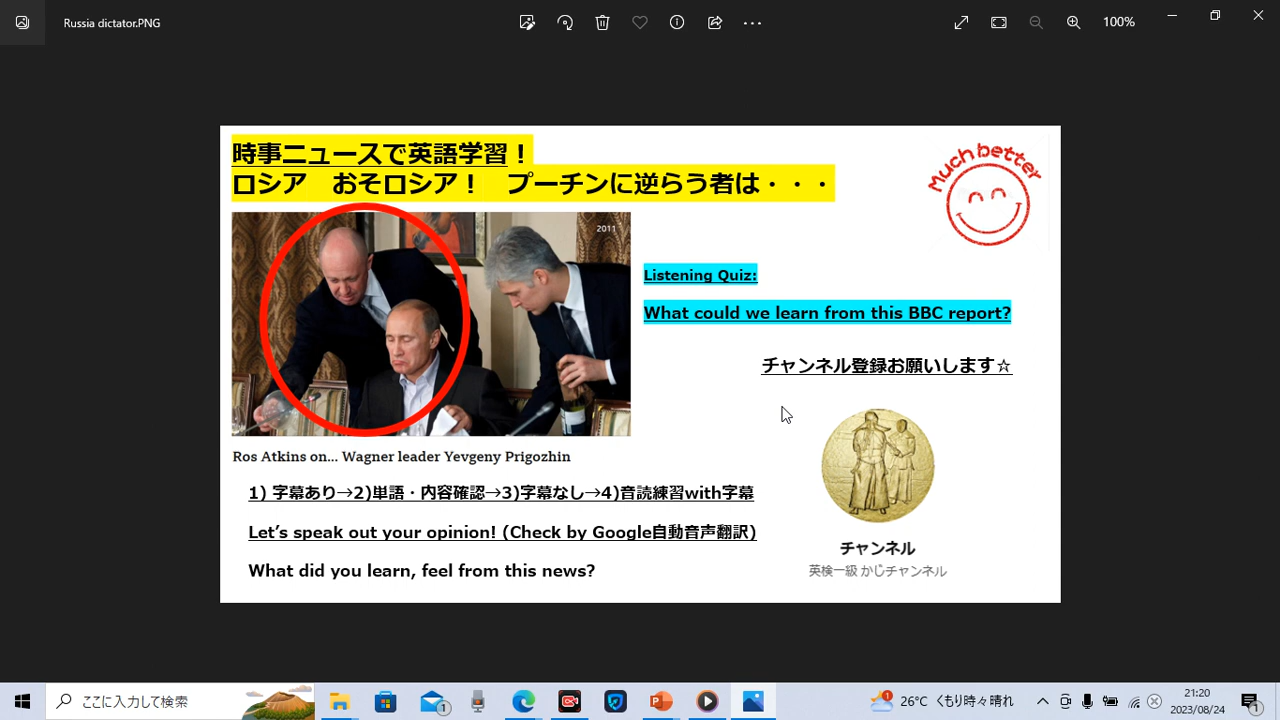 Russia dictator.PNG
100%
時事ニュースで英語学習！
ロシア　おそロシア！　プーチンに逆らう者は・・・
Much better
2011
Listening Quiz:
What could we learn from this BBC report?
チャンネル登録お願いします☆
Ros Atkins on... Wagner leader Yevgeny Prigozhin
1) 字幕あり→2)単語・内容確認→3)字幕なし→4)音読練習with字幕
Let’s speak out your opinion! (Check by Google自動音声翻訳)
What did you learn, feel from this news?
チャンネル
英検一級 かじチャンネル
ここに入力して検索
1
1
26°C くもり時々晴れ
21:20
2023/08/24
1